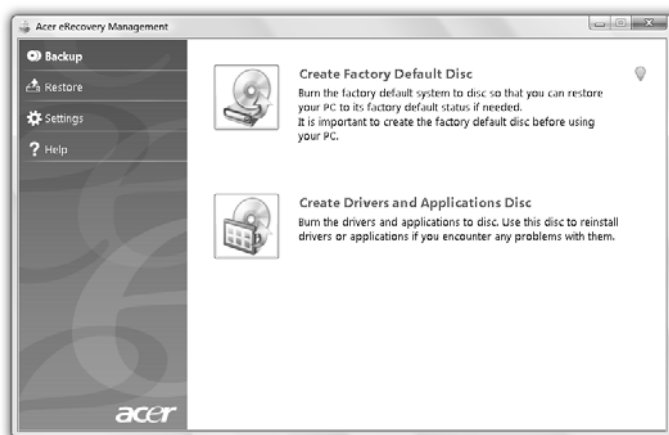 Acer eRecovery Management
Backup
Restore
Settings
? Help
Create Factory Default Disc
Burn the factory default system to disc so that you can restore
your PC to its factory default status if needed.
It is important to create the factory default disc before using
your PC.
Create Drivers and Applications Disc
Burn the drivers and applications to disc. Use this disc to reinstall
drivers or applications if you encounter any problems with them.
acer